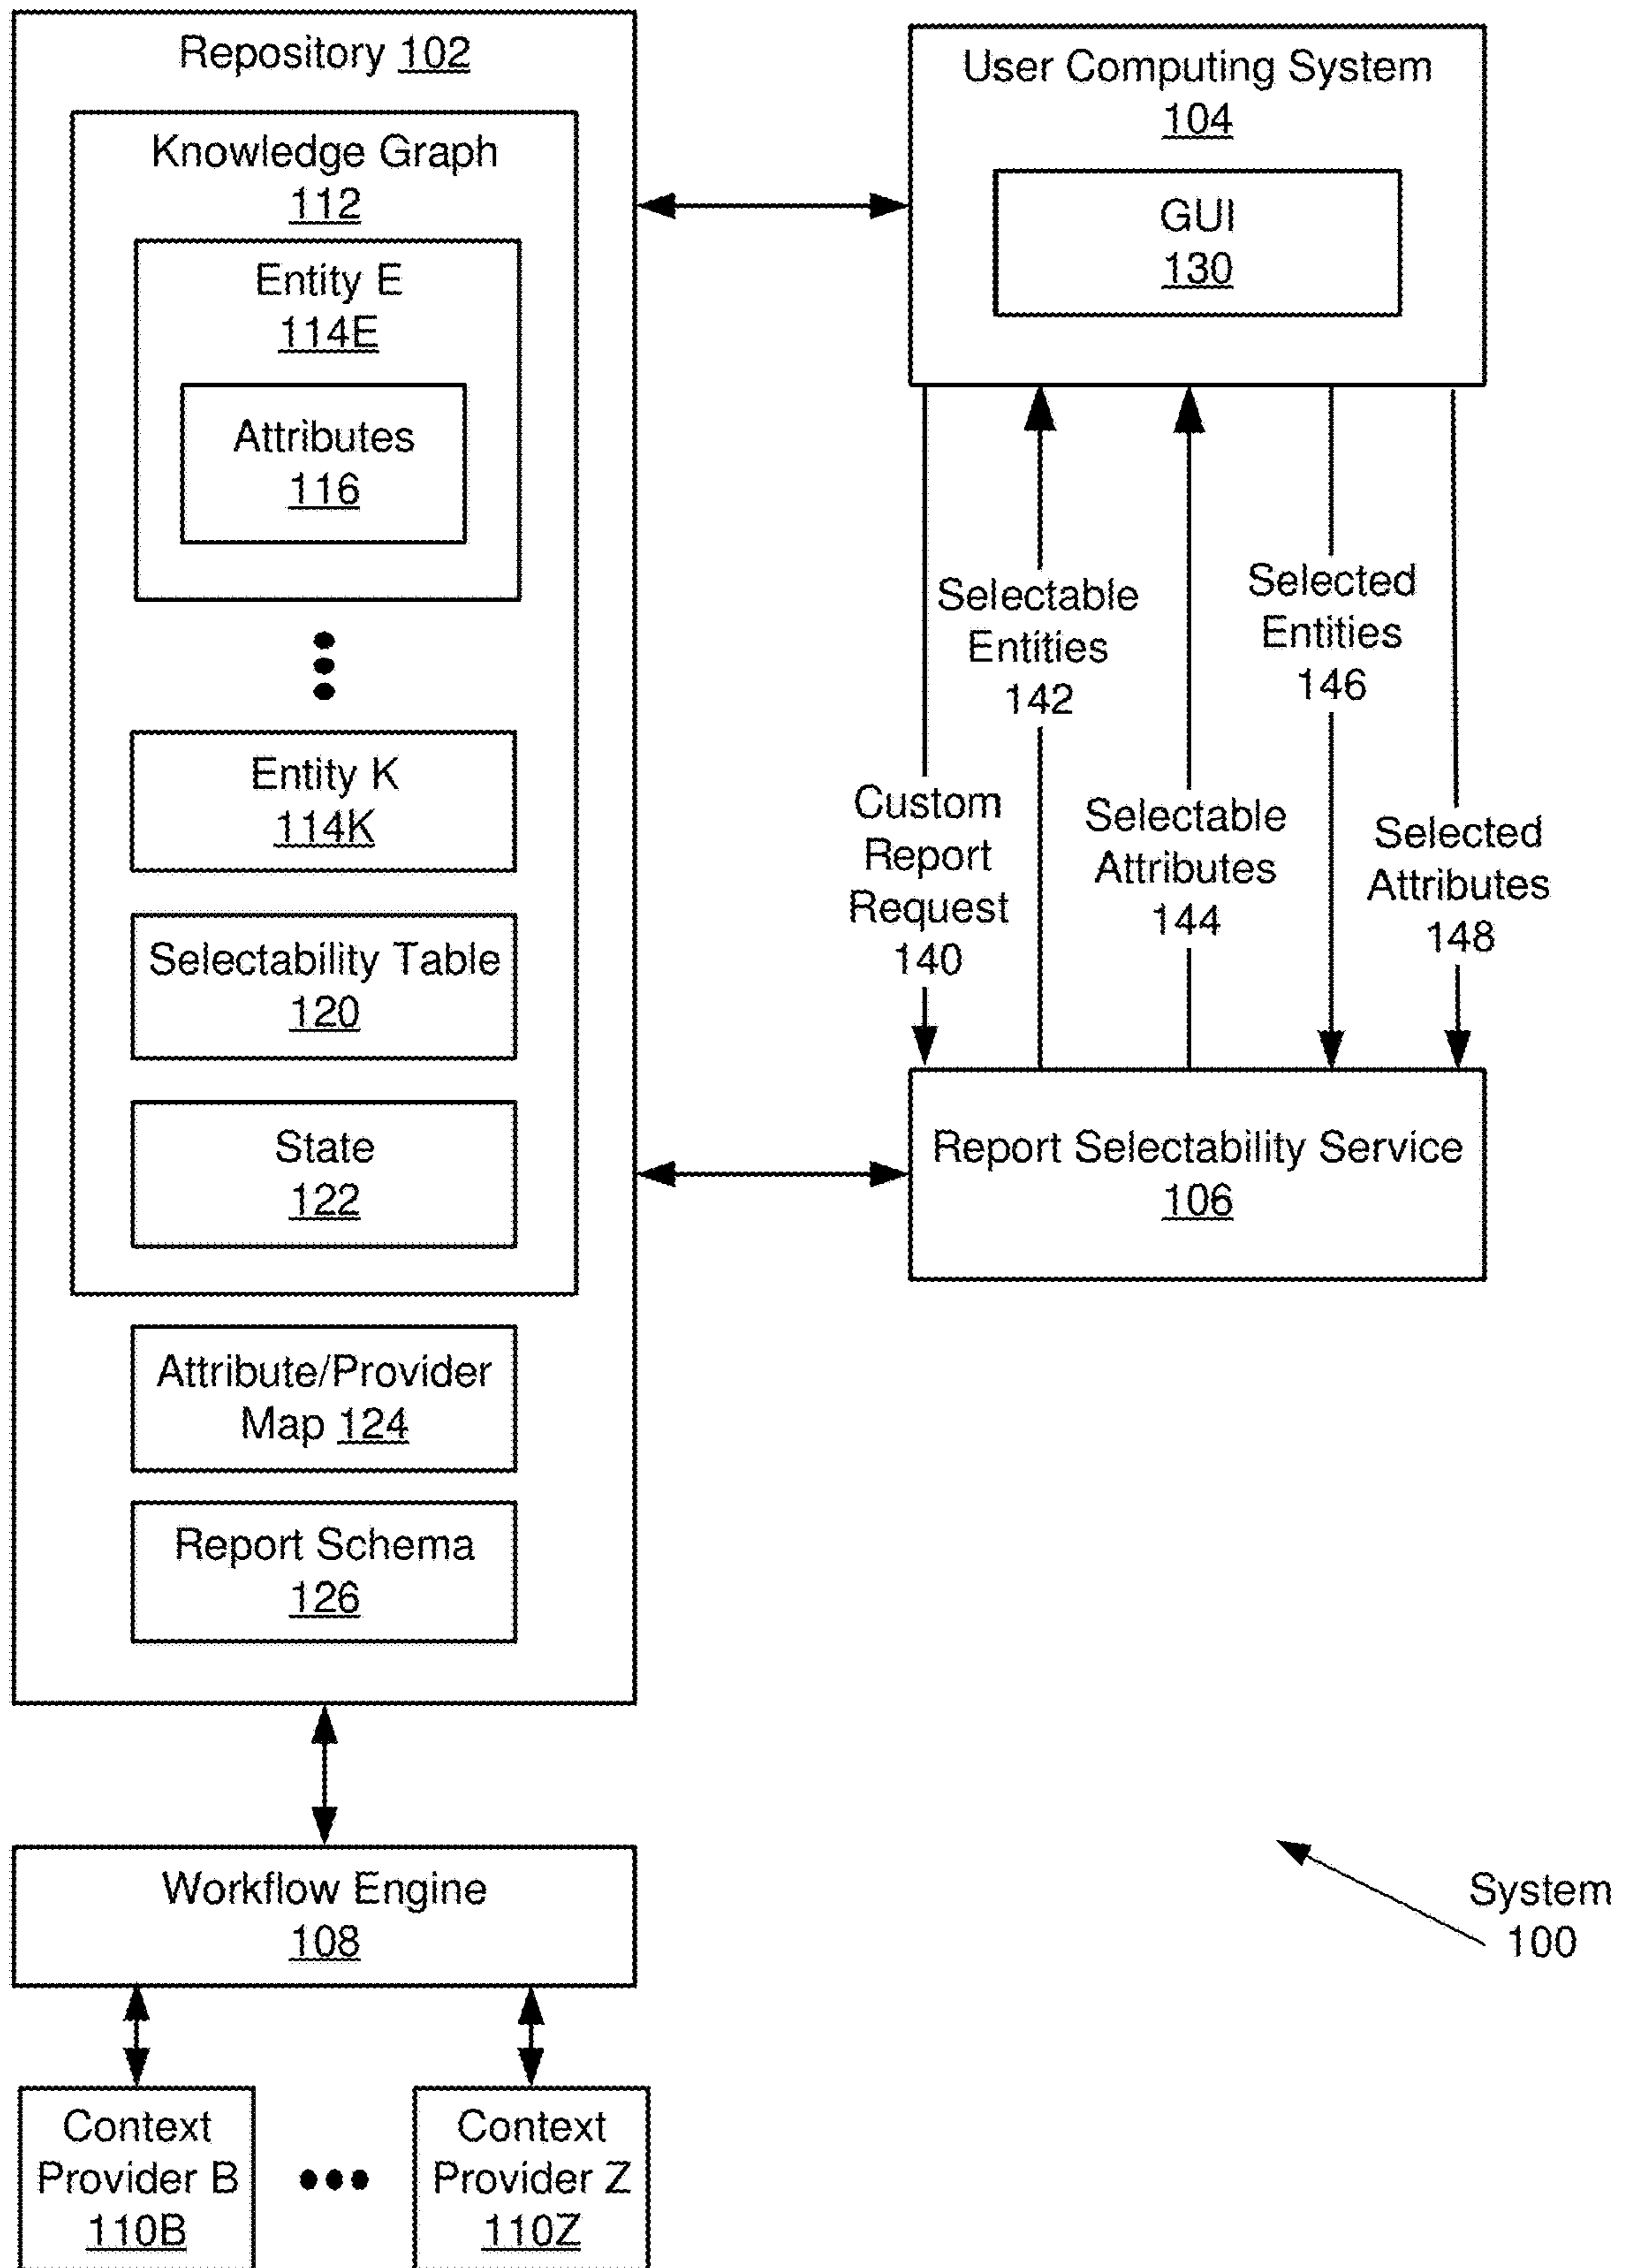 Repository 102
Knowledge Graph
112
Entity E
114E
Attributes
116
Entity K
114K
Selectability Table
120
State
122
Attribute/Provider
Map 124
Report Schema
126
User Computing System
104
GUI
130
Custom
Report
Request
140
Selectable
Entities
142
Selectable
Attributes
144
Selected
Entities
146
Selected
Attributes
148
Report Selectability Service
106
Workflow Engine
108
Context
Provider B
110B
Context
Provider Z
110Z
System
100